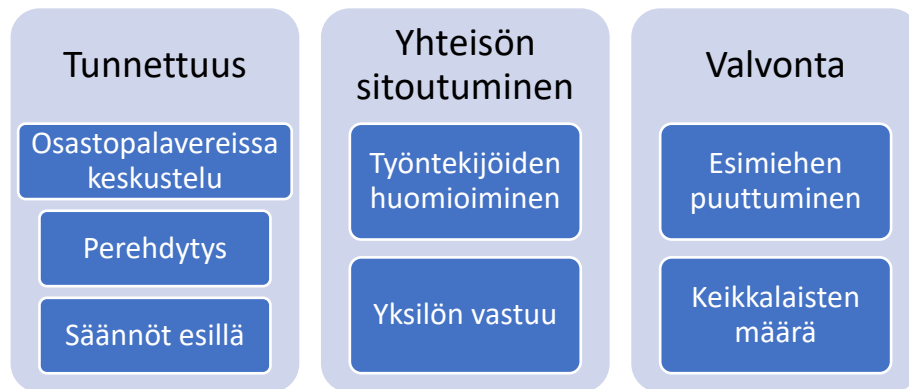 Tunnettuus
Osastopalavereissa
keskustelu
Perehdytys
Säännöt esillä
Yhteisön
sitoutuminen
Työntekijöiden
huomioiminen
Yksilön vastuu
Valvonta
Esimiehen
puuttuminen
Keikkalaisten
määrä